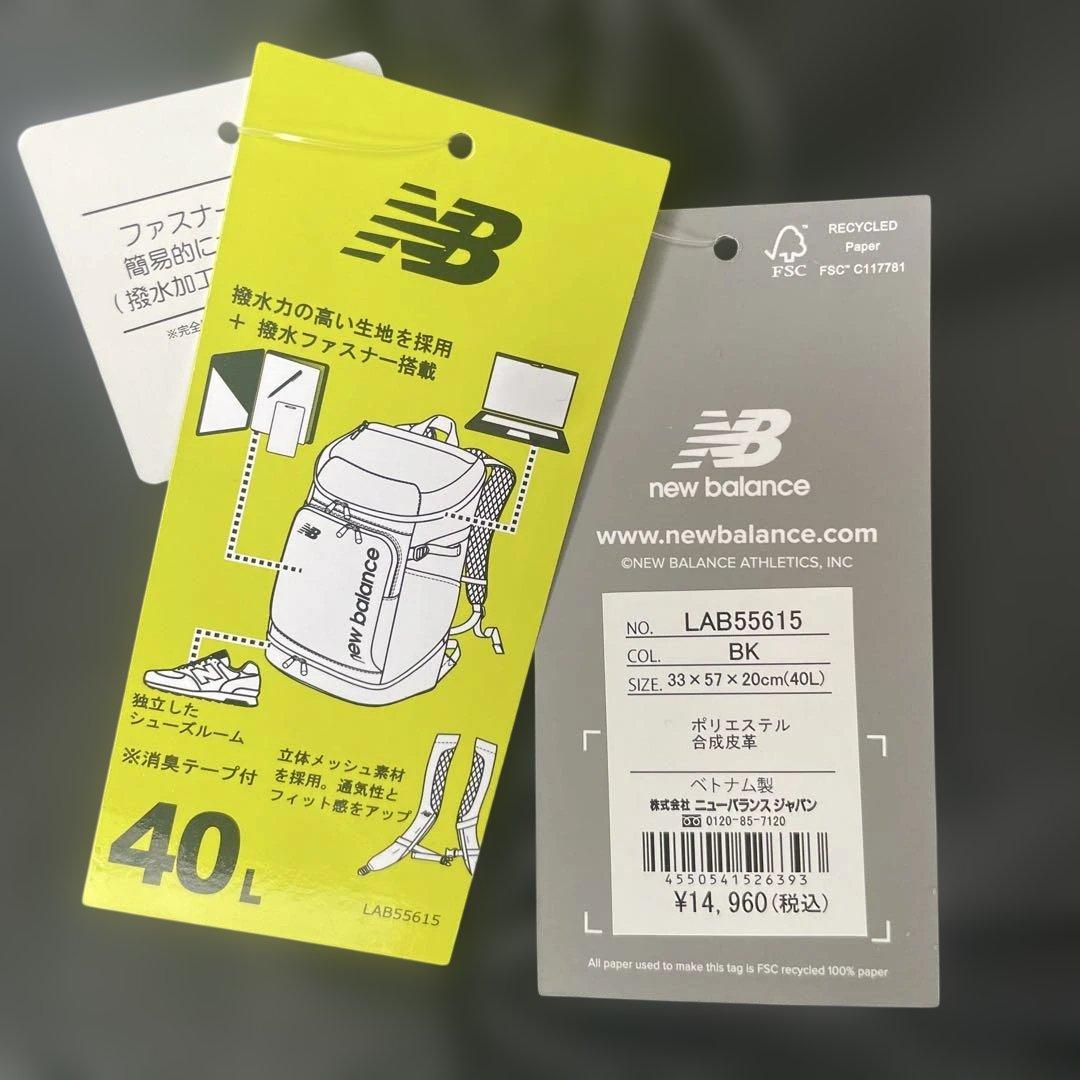 ファスナー
簡易的に
(撥水加工
※完全
NB
撥水力の高い生地を採用
+ 撥水ファスナー搭載
NB
new balance
N
独立した
シューズルーム
※消臭テープ付
立体メッシュ素材
を採用。通気性と
フィット感をアップ
40L
LAB55615
RECYCLED
Paper
FSC
FSC™ C117781
NB
new balance
www.newbalance.com
©NEW BALANCE ATHLETICS, INC
NO. LAB55615
COL. BK
SIZE. 33×57×20cm(40L)
ポリエステル
合成皮革
ベトナム製
株式会社 ニューバランス ジャパン
0120-85-7120
4550541526393
¥14,960(税込)
All paper used to make this tag is FSC recycled 100% paper